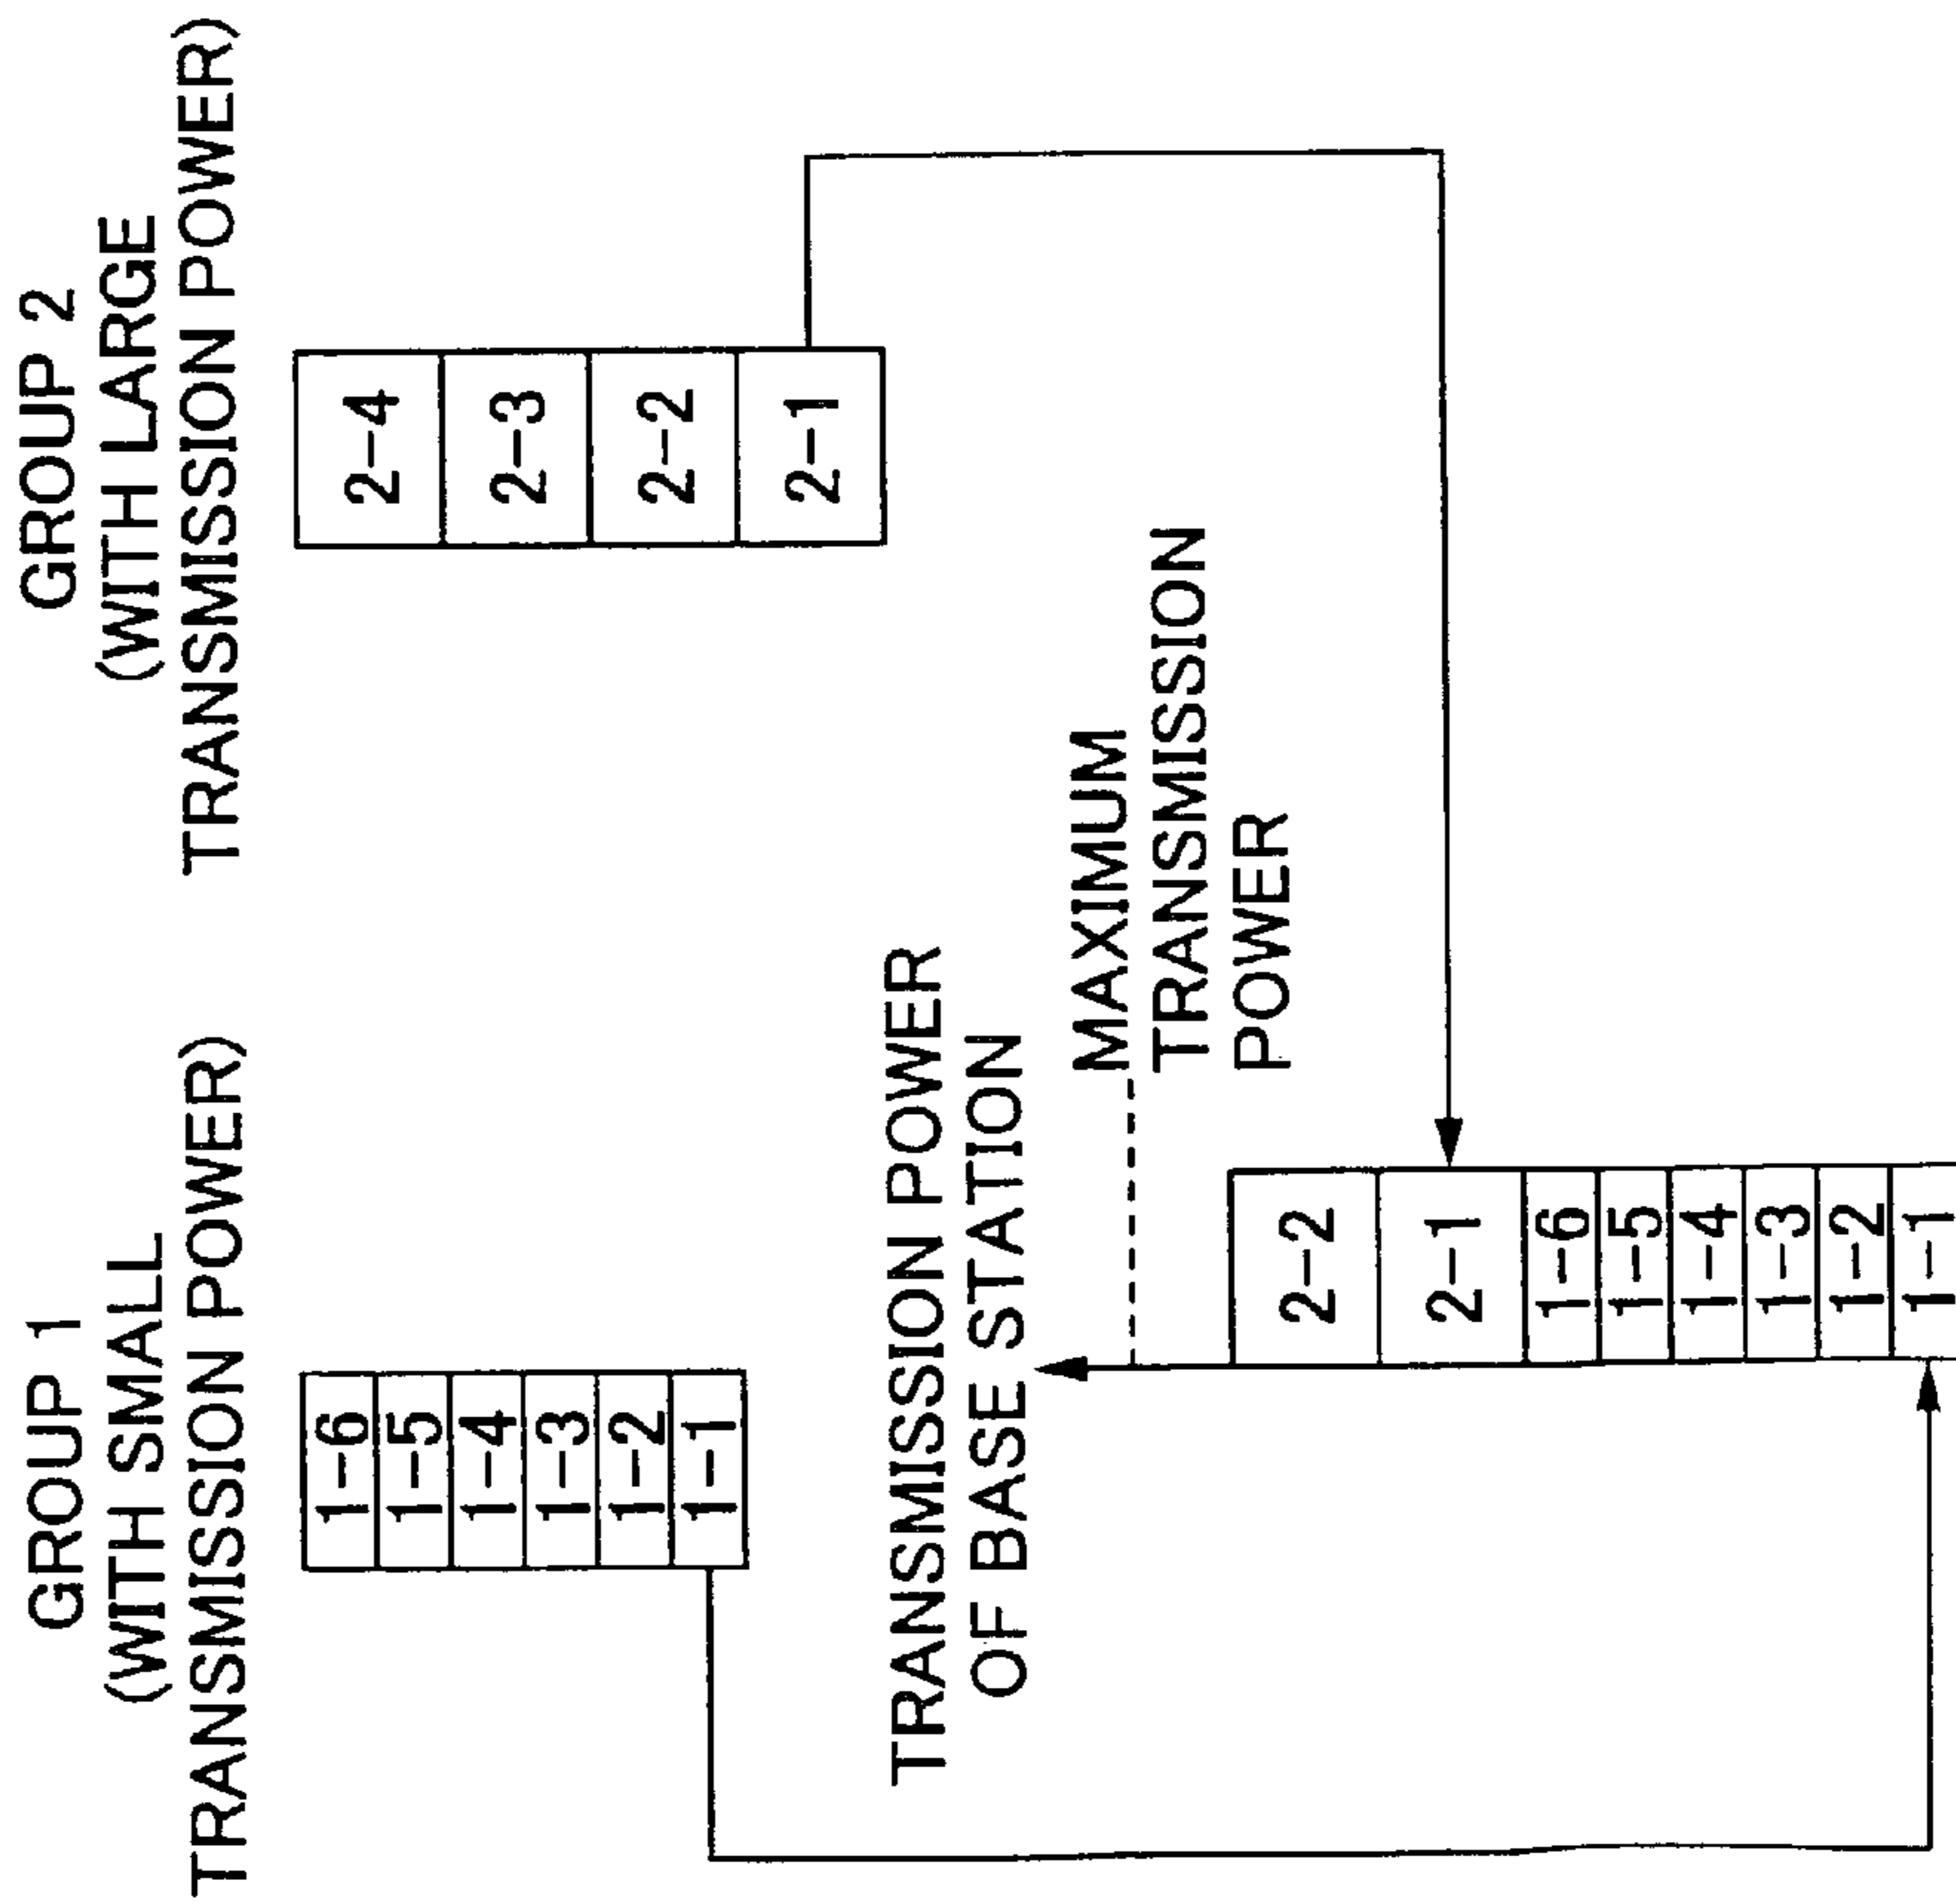 GROUP 1
(WITH SMALL
TRANSMISSION POWER)
1-6
1-5
1-4
1-3
1-2
1-1
GROUP 2
(WITH LARGE
TRANSMISSION POWER)
2-4
2-3
2-2
2-1
TRANSMISSION POWER
OF BASE STATION
MAXIMUM
TRANSMISSION
POWER
2-2
2-1
1-6
1-5
1-4
1-3
1-2
1-1